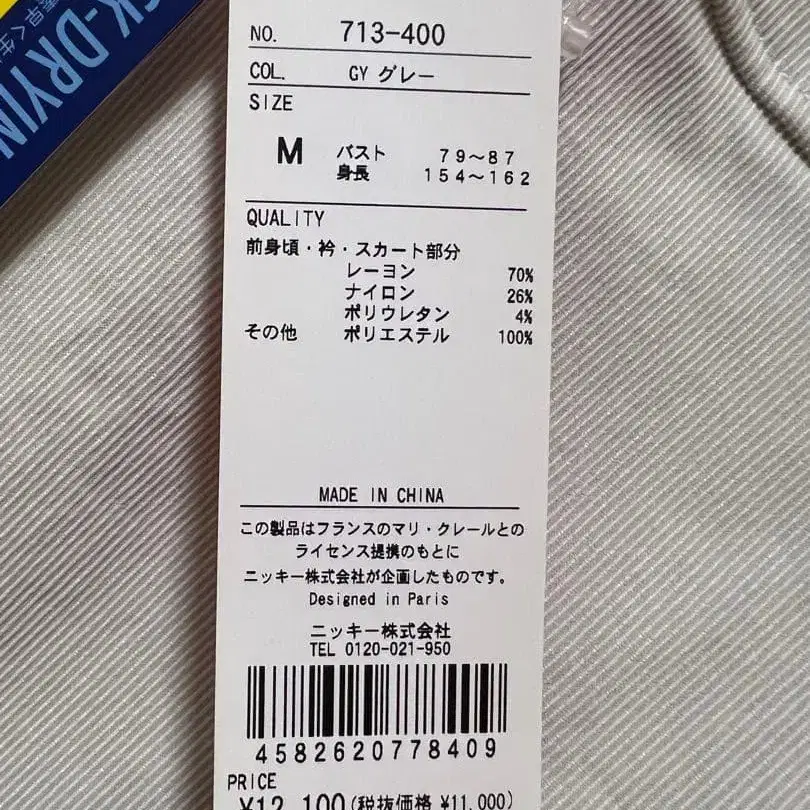 CK-DRYIN
NO. 713-400
COL. GY グレー
SIZE
M バスト 79～87
身長 154～162
QUALITY
前身頃・衿・スカート部分
レーヨン 70%
ナイロン 26%
ポリウレタン 4%
その他 ポリエステル 100%
MADE IN CHINA
この製品はフランスのマリ・クレールとの
ライセンス提携のもとに
ニッキー株式会社が企画したものです。
Designed in Paris
ニッキー株式会社
TEL 0120-021-950
4582620778409
PRICE
¥12,100(税抜価格 ¥11,000)